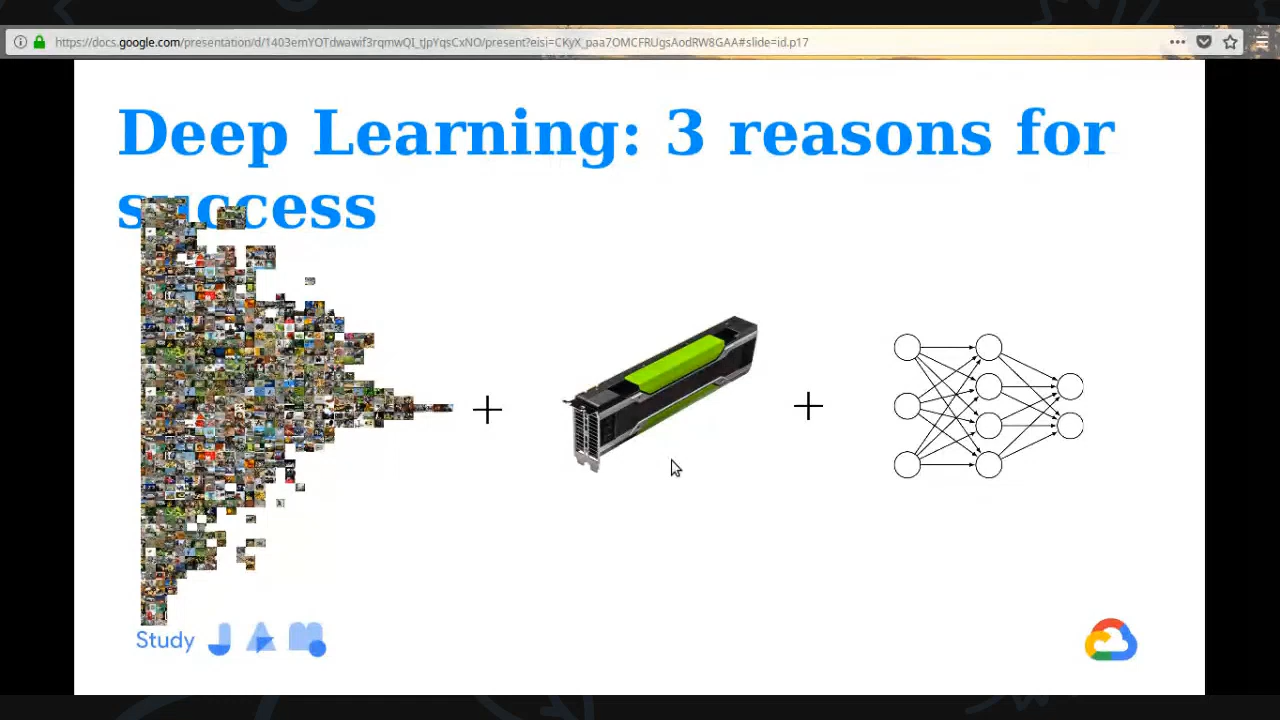 https://docs.google.com/presentation/d/1403emYOTdwawif3rqmwQI_tJpYqsCxNO/present?eisi=CKyX_paa7OMCFRUgsAodRW8GAA#slide=id.p17
Deep Learning: 3 reasons for
success
+
+
Study JAM